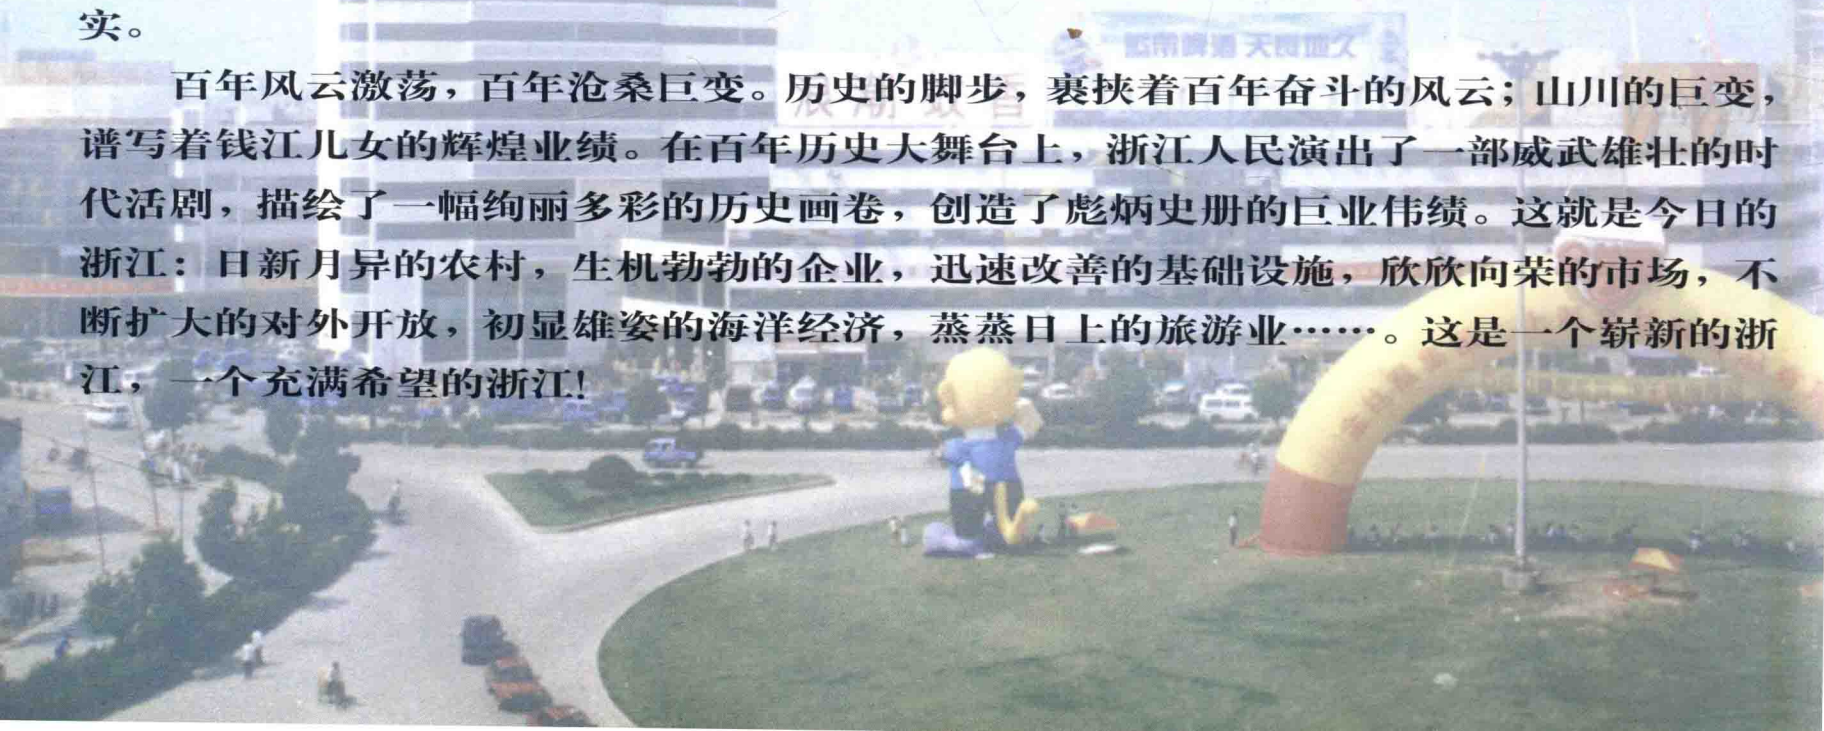 实。
百年风云激荡，百年沧桑巨变。历史的脚步，裹挟着百年奋斗的风云；山川的巨变，
谱写着钱江儿女的辉煌业绩。在百年历史大舞台上，浙江人民演出了一部威武雄壮的时
代活剧，描绘了一幅绚丽多彩的历史画卷，创造了彪炳史册的巨业伟绩。这就是今日的
浙江：日新月异的农村，生机勃勃的企业，迅速改善的基础设施，欣欣向荣的市场，不
断扩大的对外开放，初显雄姿的海洋经济，蒸蒸日上的旅游业……。这是一个崭新的浙
江，一个充满希望的浙江!